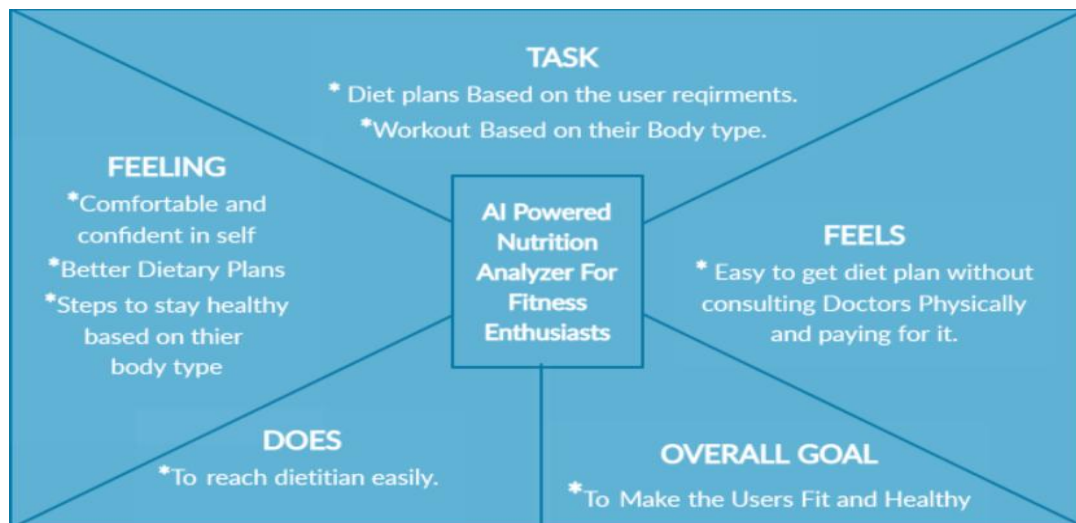 TASK
* Diet plans Based on the user reqirments.
*Workout Based on their Body type.
FEELING
*Comfortable and
confident in self
*Better Dietary Plans
*Steps to stay healthy
based on thier
body type
AI Powered
Nutrition
Analyzer For
Fitness
Enthusiasts
FEELS
* Easy to get diet plan without
consulting Doctors Physically
and paying for it.
DOES
*To reach dietitian easily.
OVERALL GOAL
*To Make the Users Fit and Healthy